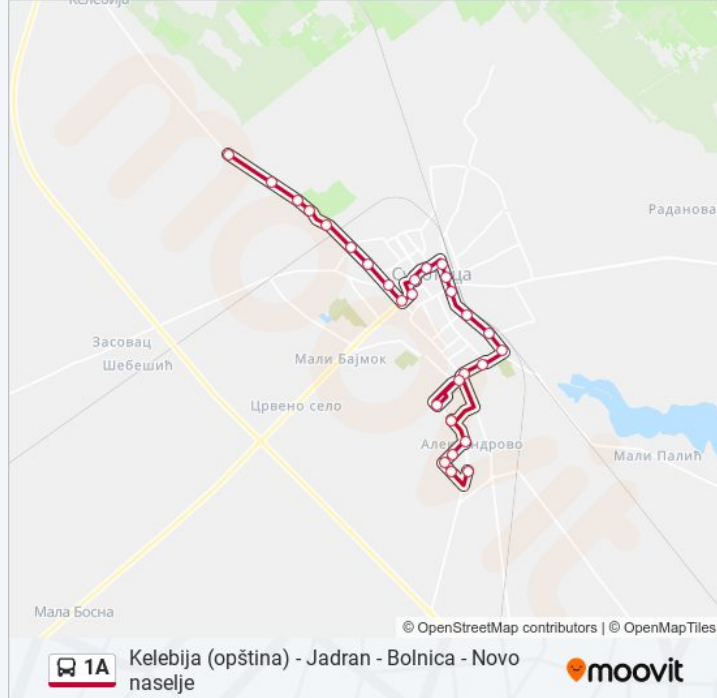 Келебија
Раданова
Суботица
Засовац
Шебешић
Мали Бајмок
Црвено село
Александрово
Мали Палић
Мала Босна
© OpenStreetMap contributors | © OpenMapTiles
1A
Kelebija (opština) - Jadran - Bolnica - Novo
naselje
moovit
moovit